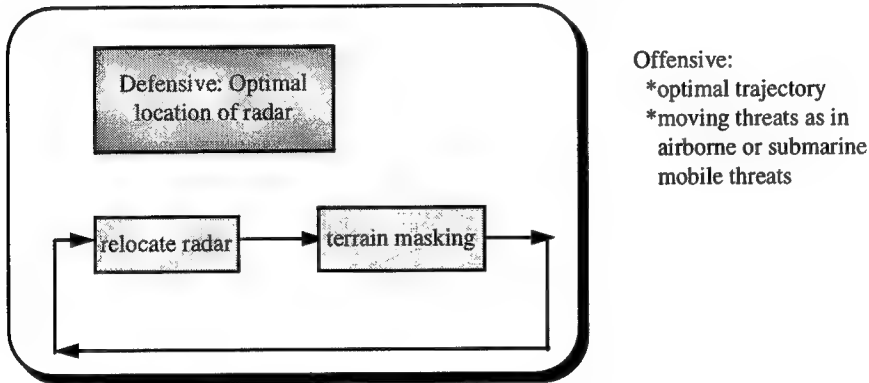 Defensive: Optimal
location of radar
relocate radar
terrain masking
Offensive:
*optimal trajectory
*moving threats as in
airborne or submarine
mobile threats